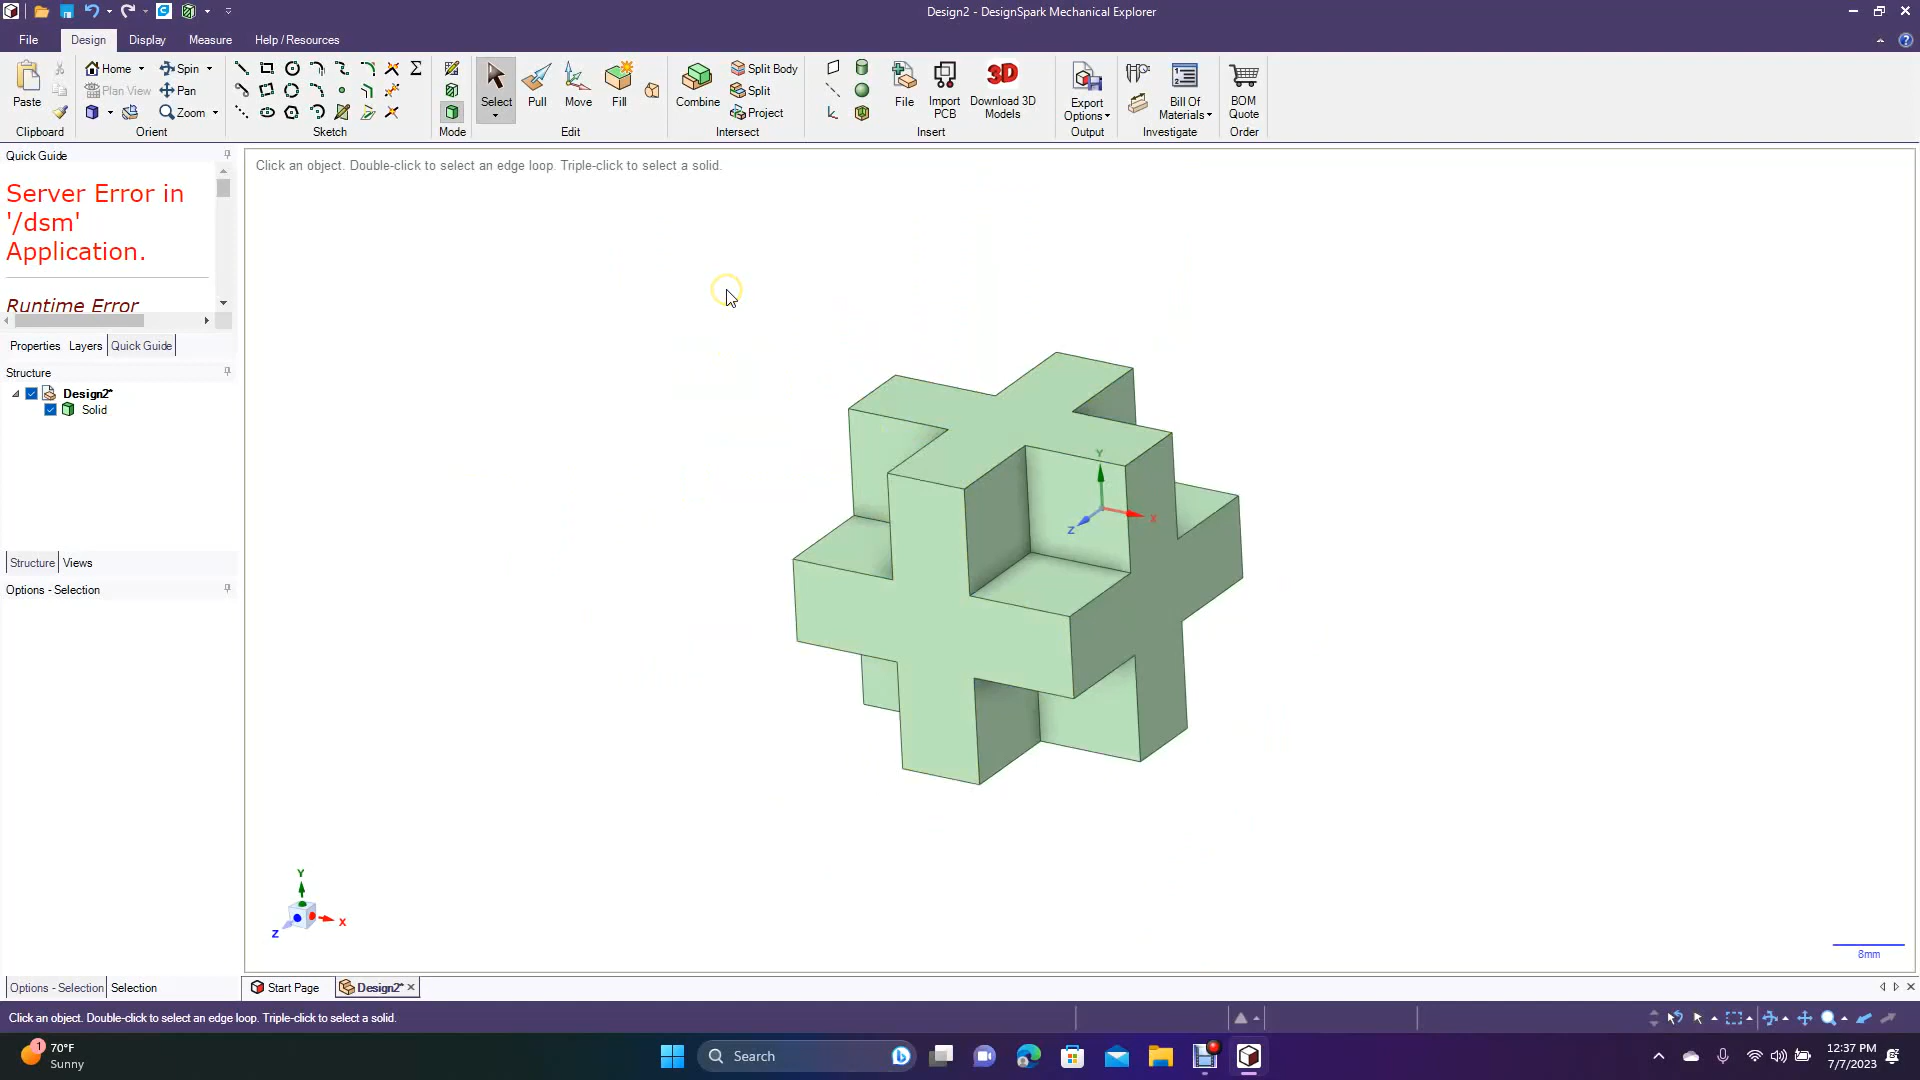 Design2 - DesignSpark Mechanical Explorer
File Design Display Measure Help / Resources
Paste Home Spin Plan View Pan Zoom Select Pull Move Fill Combine Split Body Split Project File Import PCB Download 3D Models Export Options Bill Of Materials BOM Quote
3D
Clipboard Orient Sketch Mode Edit Intersect Insert Output Investigate Order
Quick Guide
Click an object. Double-click to select an edge loop. Triple-click to select a solid.
Server Error in
'/dsm'
Application.
Runtime Error
Properties Layers Quick Guide
Structure
Design2*
Solid
Y
X
Z
Structure Views
Options - Selection
Y
X
Z
8mm
Options - Selection Selection Start Page Design2*
Click an object. Double-click to select an edge loop. Triple-click to select a solid.
1
70°F
Sunny
Search
12:37 PM
7/7/2023